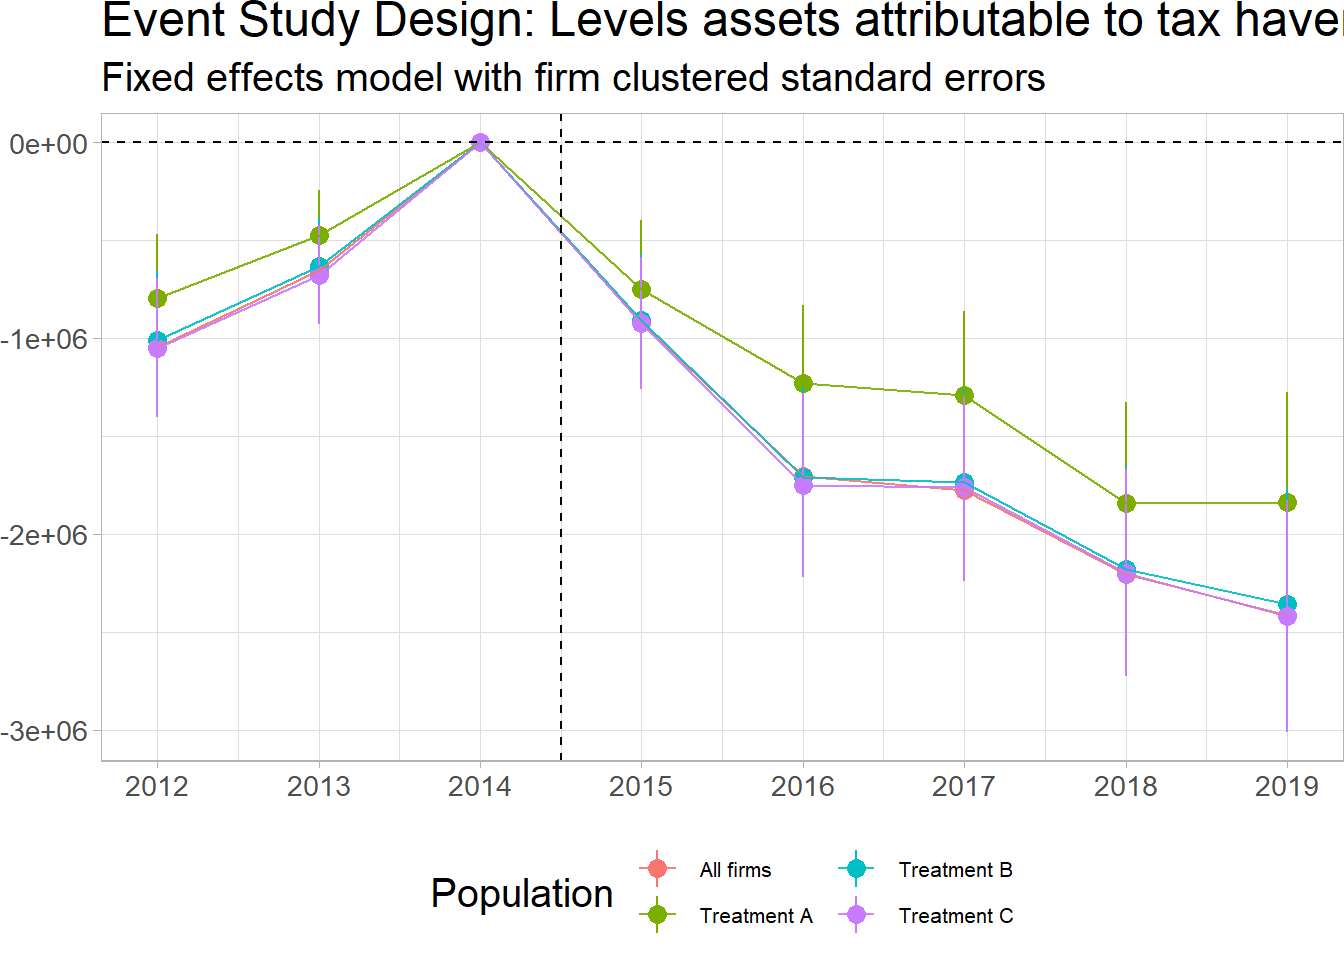 Event Study Design: Levels assets attributable to tax haven
Fixed effects model with firm clustered standard errors
0e+00
-1e+06
-2e+06
-3e+06
2012 2013 2014 2015 2016 2017 2018 2019
Population
All firms Treatment B
Treatment A Treatment C